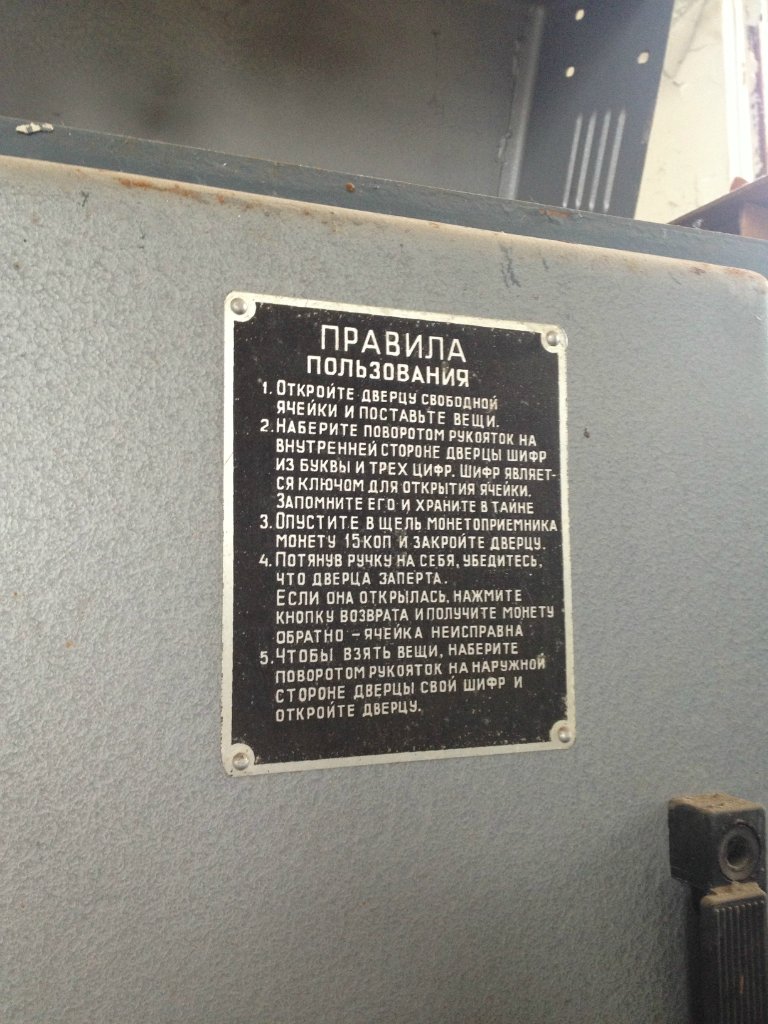 ПРАВИЛА
ПОЛЬЗОВАНИЯ
1. ОТКРОЙТЕ ДВЕРЦУ СВОБОДНОЙ
ЯЧЕЙКИ И ПОСТАВЬТЕ ВЕЩИ.
2. НАБЕРИТЕ ПОВОРОТОМ РУКОЯТОК НА
ВНУТРЕННЕЙ СТОРОНЕ ДВЕРЦЫ ШИФР
ИЗ БУКВЫ И ТРЕХ ЦИФР. ШИФР ЯВЛЯЕТ-
СЯ КЛЮЧОМ ДЛЯ ОТКРЫТИЯ ЯЧЕЙКИ.
ЗАПОМНИТЕ ЕГО И ХРАНИТЕ В ТАЙНЕ
3. ОПУСТИТЕ В ЩЕЛЬ МОНЕТОПРИЕМНИКА
МОНЕТУ 15 КОП И ЗАКРОЙТЕ ДВЕРЦУ.
4. ПОТЯНУВ РУЧКУ НА СЕБЯ, УБЕДИТЕСЬ,
ЧТО ДВЕРЦА ЗАПЕРТА.
ЕСЛИ ОНА ОТКРЫЛАСЬ, НАЖМИТЕ
КНОПКУ ВОЗВРАТА И ПОЛУЧИТЕ МОНЕТУ
ОБРАТНО – ЯЧЕЙКА НЕИСПРАВНА
5. ЧТОБЫ ВЗЯТЬ ВЕЩИ, НАБЕРИТЕ
ПОВОРОТОМ РУКОЯТОК НА НАРУЖНОЙ
СТОРОНЕ ДВЕРЦЫ СВОЙ ШИФР И
ОТКРОЙТЕ ДВЕРЦУ.